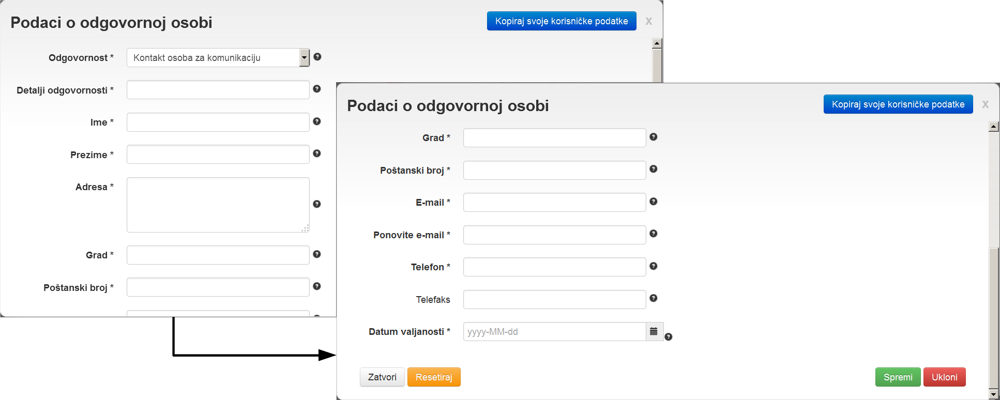 Podaci o odgovornoj osobi
Kopiraj svoje korisničke podatke
x
Odgovornost *
Kontakt osoba za komunikaciju
Detalji odgovornosti *
Ime *
Prezime *
Adresa *
Grad *
Poštanski broj *
Podaci o odgovornoj osobi
Kopiraj svoje korisničke podatke
x
Grad *
Poštanski broj *
E-mail *
Ponovite e-mail *
Telefon *
Telefaks
Datum valjanosti *
yyyy-MM-dd
Zatvori
Resetiraj
Spremi
Ukloni